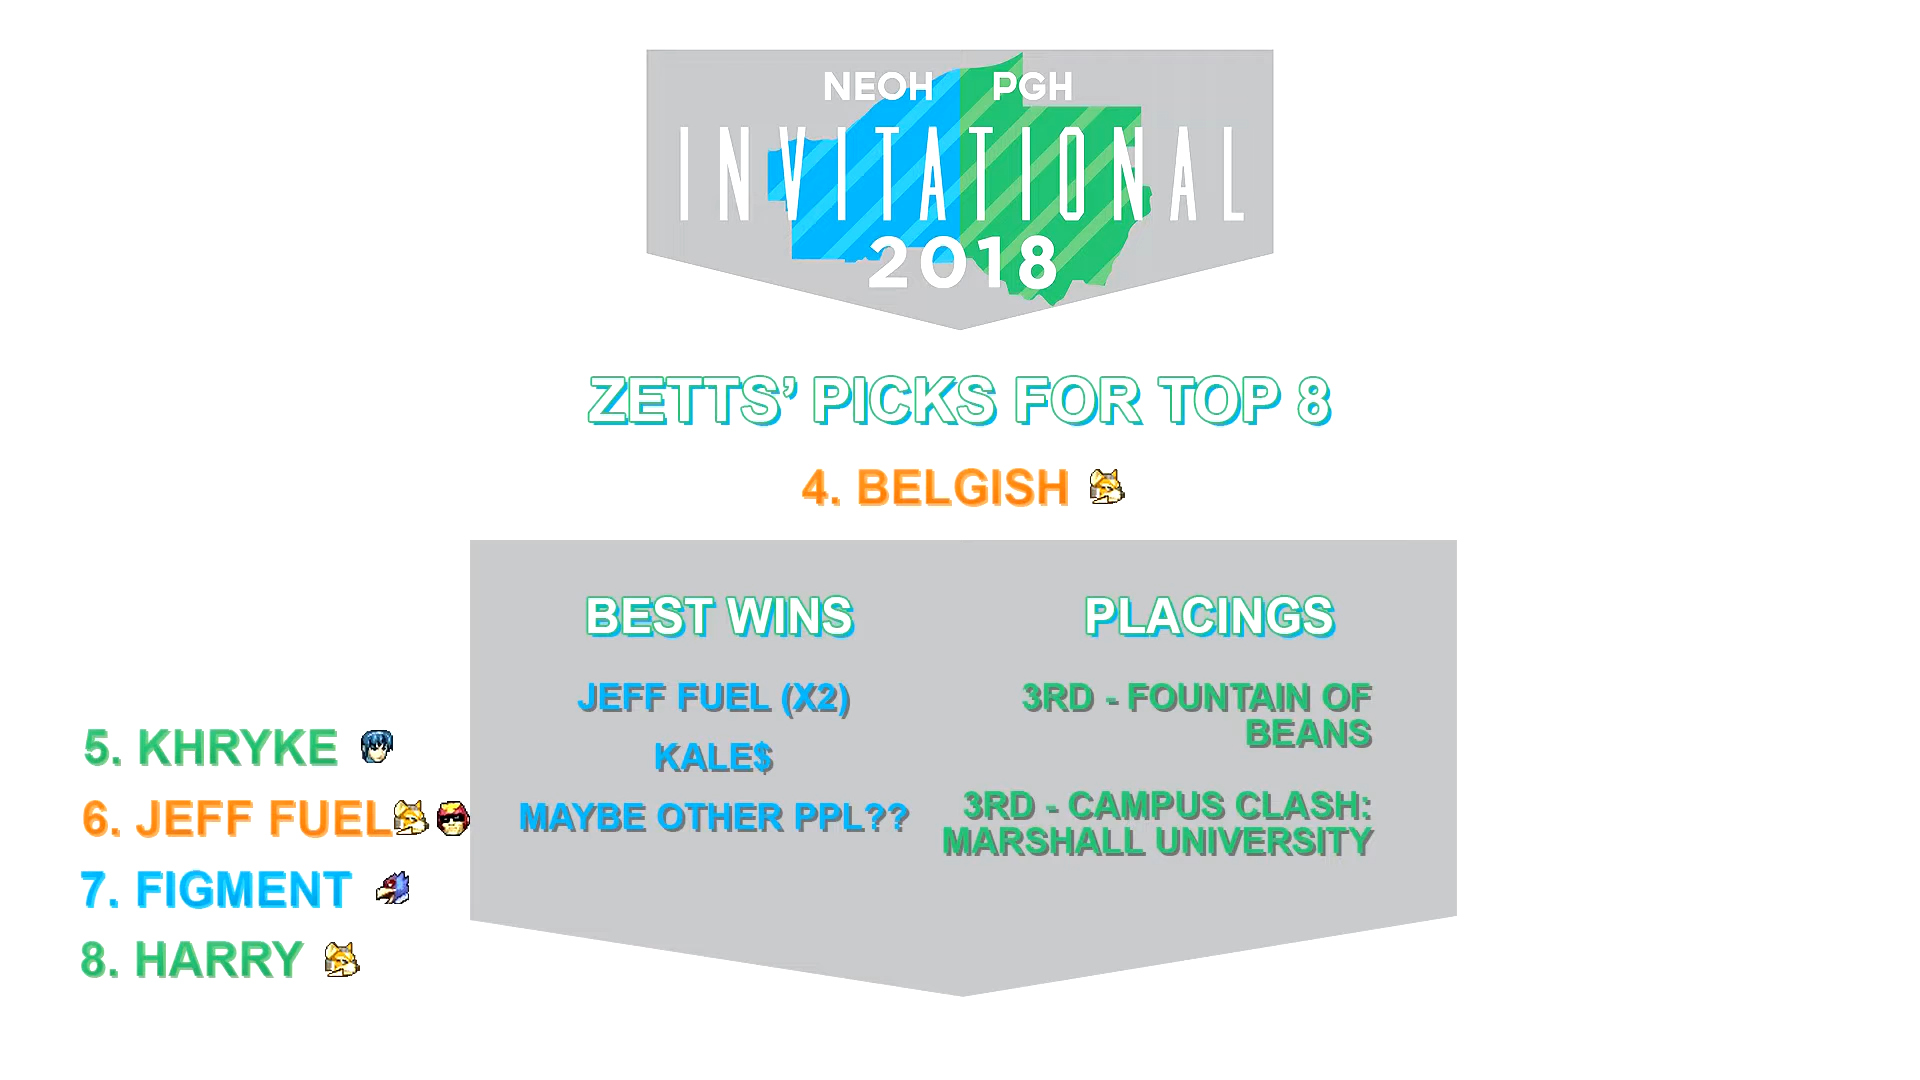 NEOH PGH
INVITATIONAL
2018
ZETTS' PICKS FOR TOP 8
4. BELGISH
BEST WINS
JEFF FUEL (X2)
KALE$
MAYBE OTHER PPL??
PLACINGS
3RD - FOUNTAIN OF
BEANS
3RD - CAMPUS CLASH:
MARSHALL UNIVERSITY
5. KHRYKE
6. JEFF FUEL
7. FIGMENT
8. HARRY